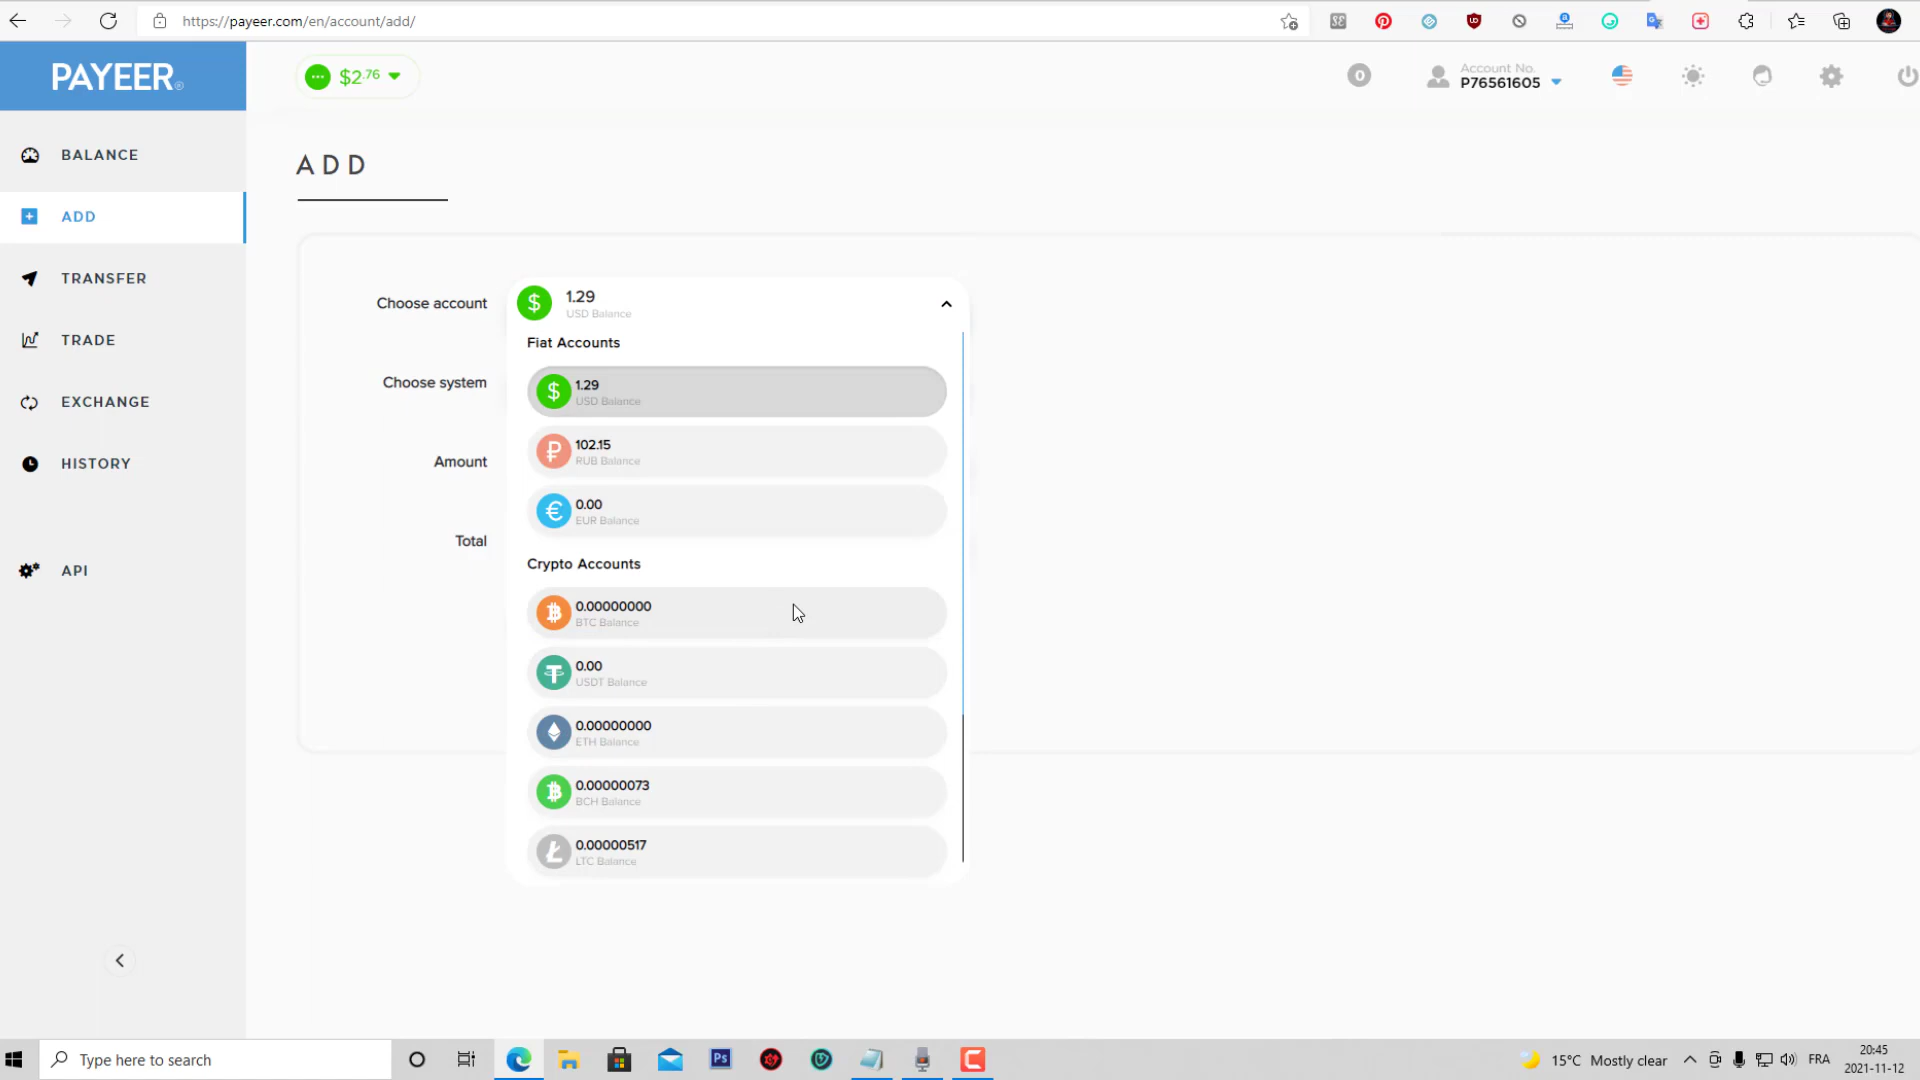 https://payeer.com/en/account/add/
PAYEER®
$2.76
Account No.
P76561605
BALANCE
ADD
TRANSFER
TRADE
EXCHANGE
HISTORY
API
ADD
Choose account
1.29
USD Balance
Fiat Accounts
1.29
USD Balance
102.15
RUB Balance
0.00
EUR Balance
Choose system
Amount
Total
Crypto Accounts
0.00000000
BTC Balance
0.00
USDT Balance
0.00000000
ETH Balance
0.00000073
BCH Balance
0.00000517
LTC Balance
Type here to search
Ps
15°C Mostly clear
FRA
20:45
2021-11-12